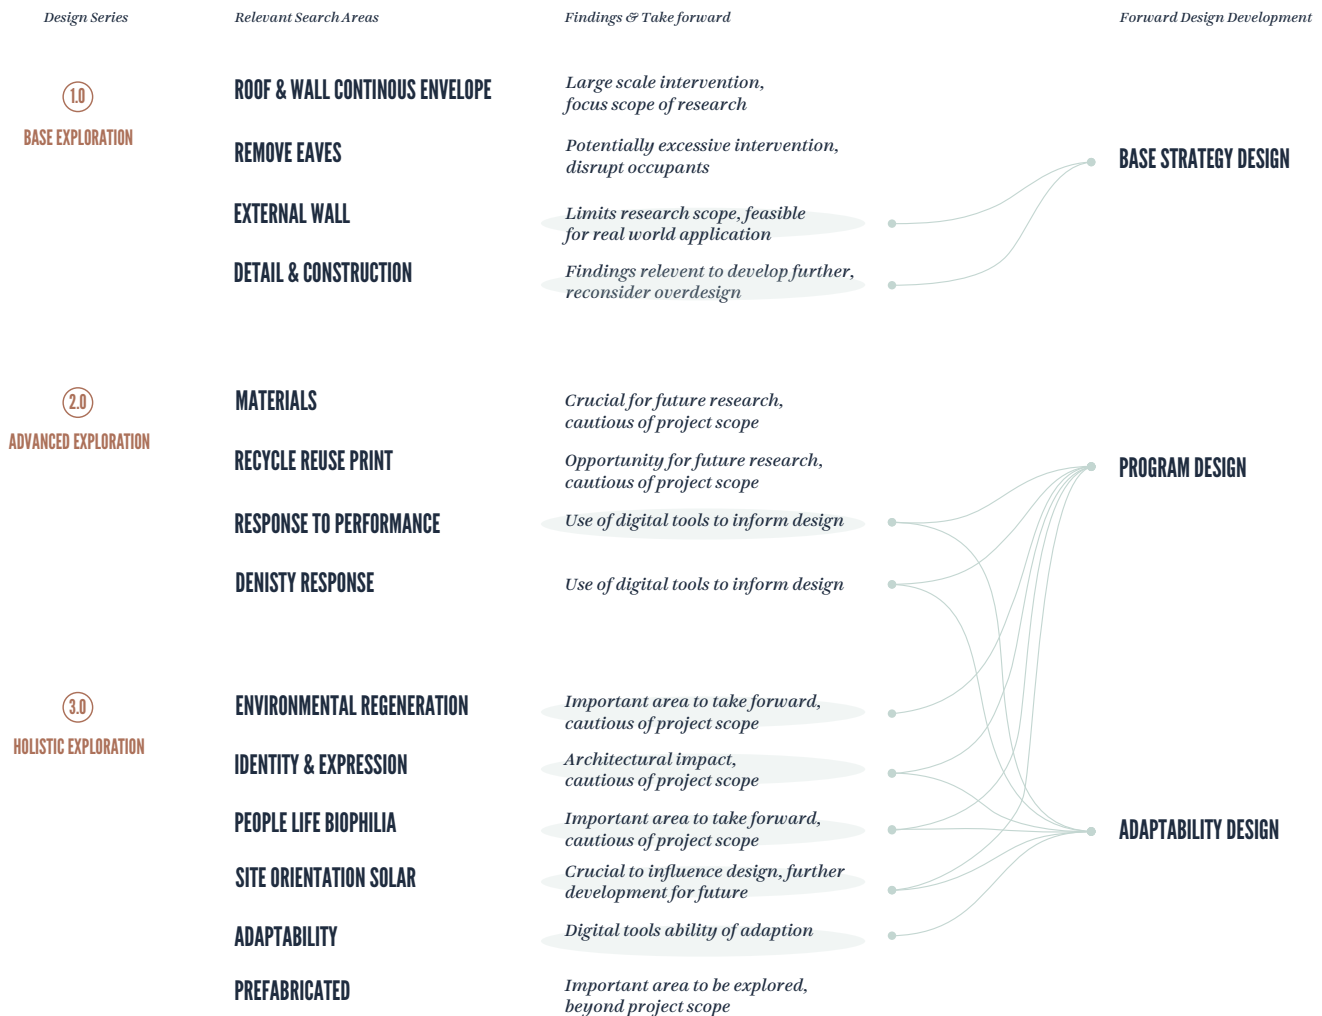 Design Series
Relevant Search Areas
Findings & Take forward
Forward Design Development
1.0
BASE EXPLORATION
ROOF & WALL CONTINOUS ENVELOPE
Large scale intervention,
focus scope of research
REMOVE EAVES
Potentially excessive intervention,
disrupt occupants
EXTERNAL WALL
Limits research scope, feasible
for real world application
DETAIL & CONSTRUCTION
Findings relevent to develop further,
reconsider overdesign
BASE STRATEGY DESIGN
2.0
ADVANCED EXPLORATION
MATERIALS
Crucial for future research,
cautious of project scope
RECYCLE REUSE PRINT
Opportunity for future research,
cautious of project scope
RESPONSE TO PERFORMANCE
Use of digital tools to inform design
DENISTY RESPONSE
Use of digital tools to inform design
PROGRAM DESIGN
3.0
HOLISTIC EXPLORATION
ENVIRONMENTAL REGENERATION
Important area to take forward,
cautious of project scope
IDENTITY & EXPRESSION
Architectural impact,
cautious of project scope
PEOPLE LIFE BIOPHILIA
Important area to take forward,
cautious of project scope
SITE ORIENTATION SOLAR
Crucial to influence design, further
development for future
ADAPTABILITY
Digital tools ability of adaption
PREFABRICATED
Important area to be explored,
beyond project scope
ADAPTABILITY DESIGN